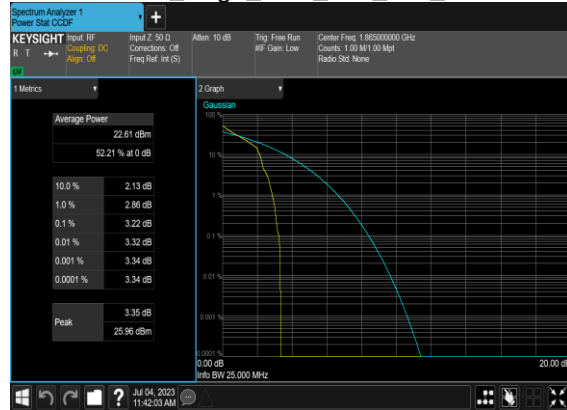 Spectrum Analyzer 1
Power Stat CCDF
KEYSIGHT
R T
Input: RF
Coupling: DC
Align: Off
Input Z: 50 Ω
Corrections: Off
Freq Ref: Int (S)
Atten: 10 dB
Trig: Free Run
#IF Gain: Low
Center Freq: 1.865000000 GHz
Counts: 1.00 M/1.00 Mpt
Radio Std: None
1 Metrics
Average Power
22.61 dBm
52.21 % at 0 dB
10.0 % 2.13 dB
1.0 % 2.86 dB
0.1 % 3.22 dB
0.01 % 3.32 dB
0.001 % 3.34 dB
0.0001 % 3.34 dB
Peak
3.35 dB
25.96 dBm
2 Graph
Gaussian
100 %
10 %
1 %
0.1 %
0.01 %
0.001 %
0.0001 %
0.00 dB
20.00 dB
Info BW 25.000 MHz
?
Jul 04, 2023
11:42:03 AM